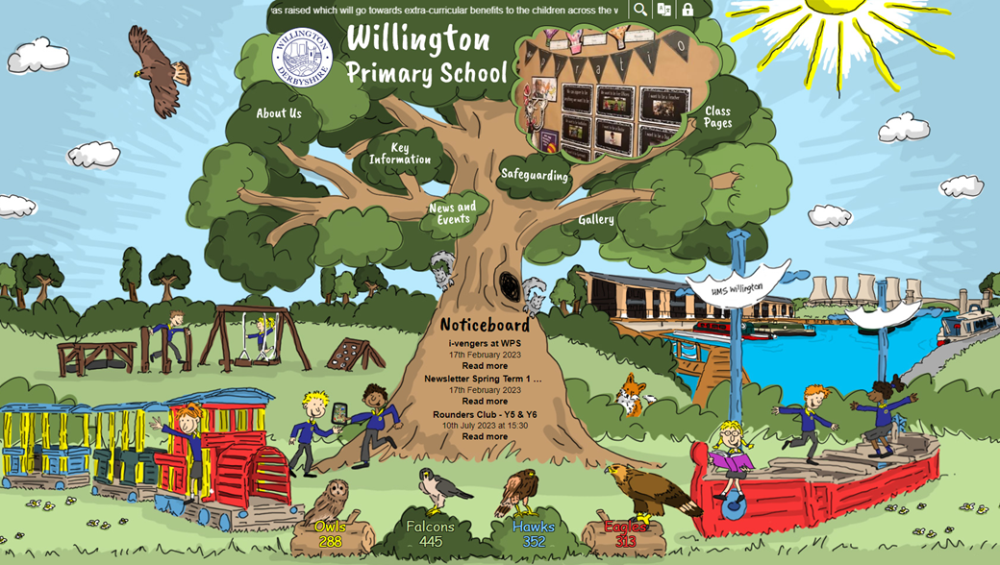 as raised which will go towards extra-curricular benefits to the children across the
WILLINGTON
DERBYSHIRE
Willington
Primary School
About Us
Key
Information
Safeguarding
Class
Pages
News and
Events
Gallery
HMS Willington
Noticeboard
i-vengers at WPS
17th February 2023
Read more
Newsletter Spring Term 1 ...
17th February 2023
Read more
Rounders Club - Y5 & Y6
10th July 2023 at 15:30
Read more
Owls
288
Falcons
445
Hawks
352
Eagles
313